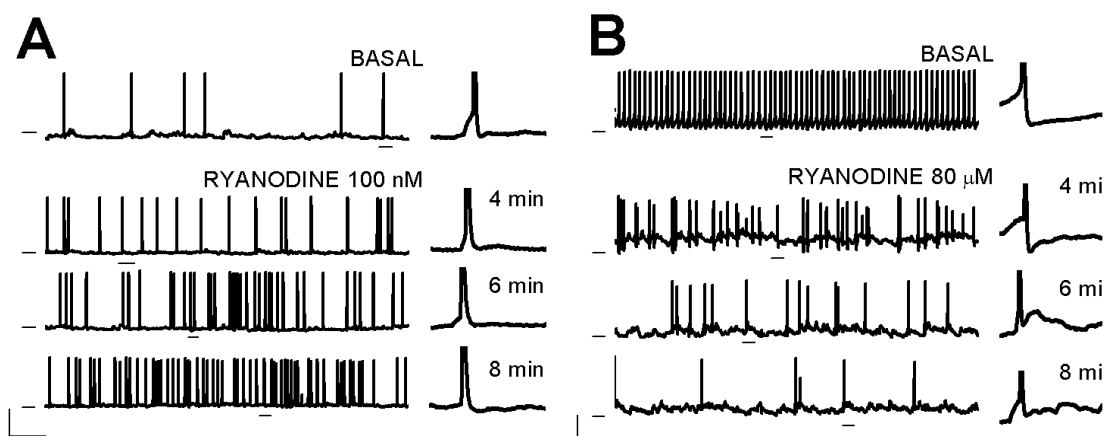 A
BASAL
RYANODINE 100 nM
4 min
6 min
8 min
B
BASAL
RYANODINE 80 μM
4 mi
6 mi
8 mi